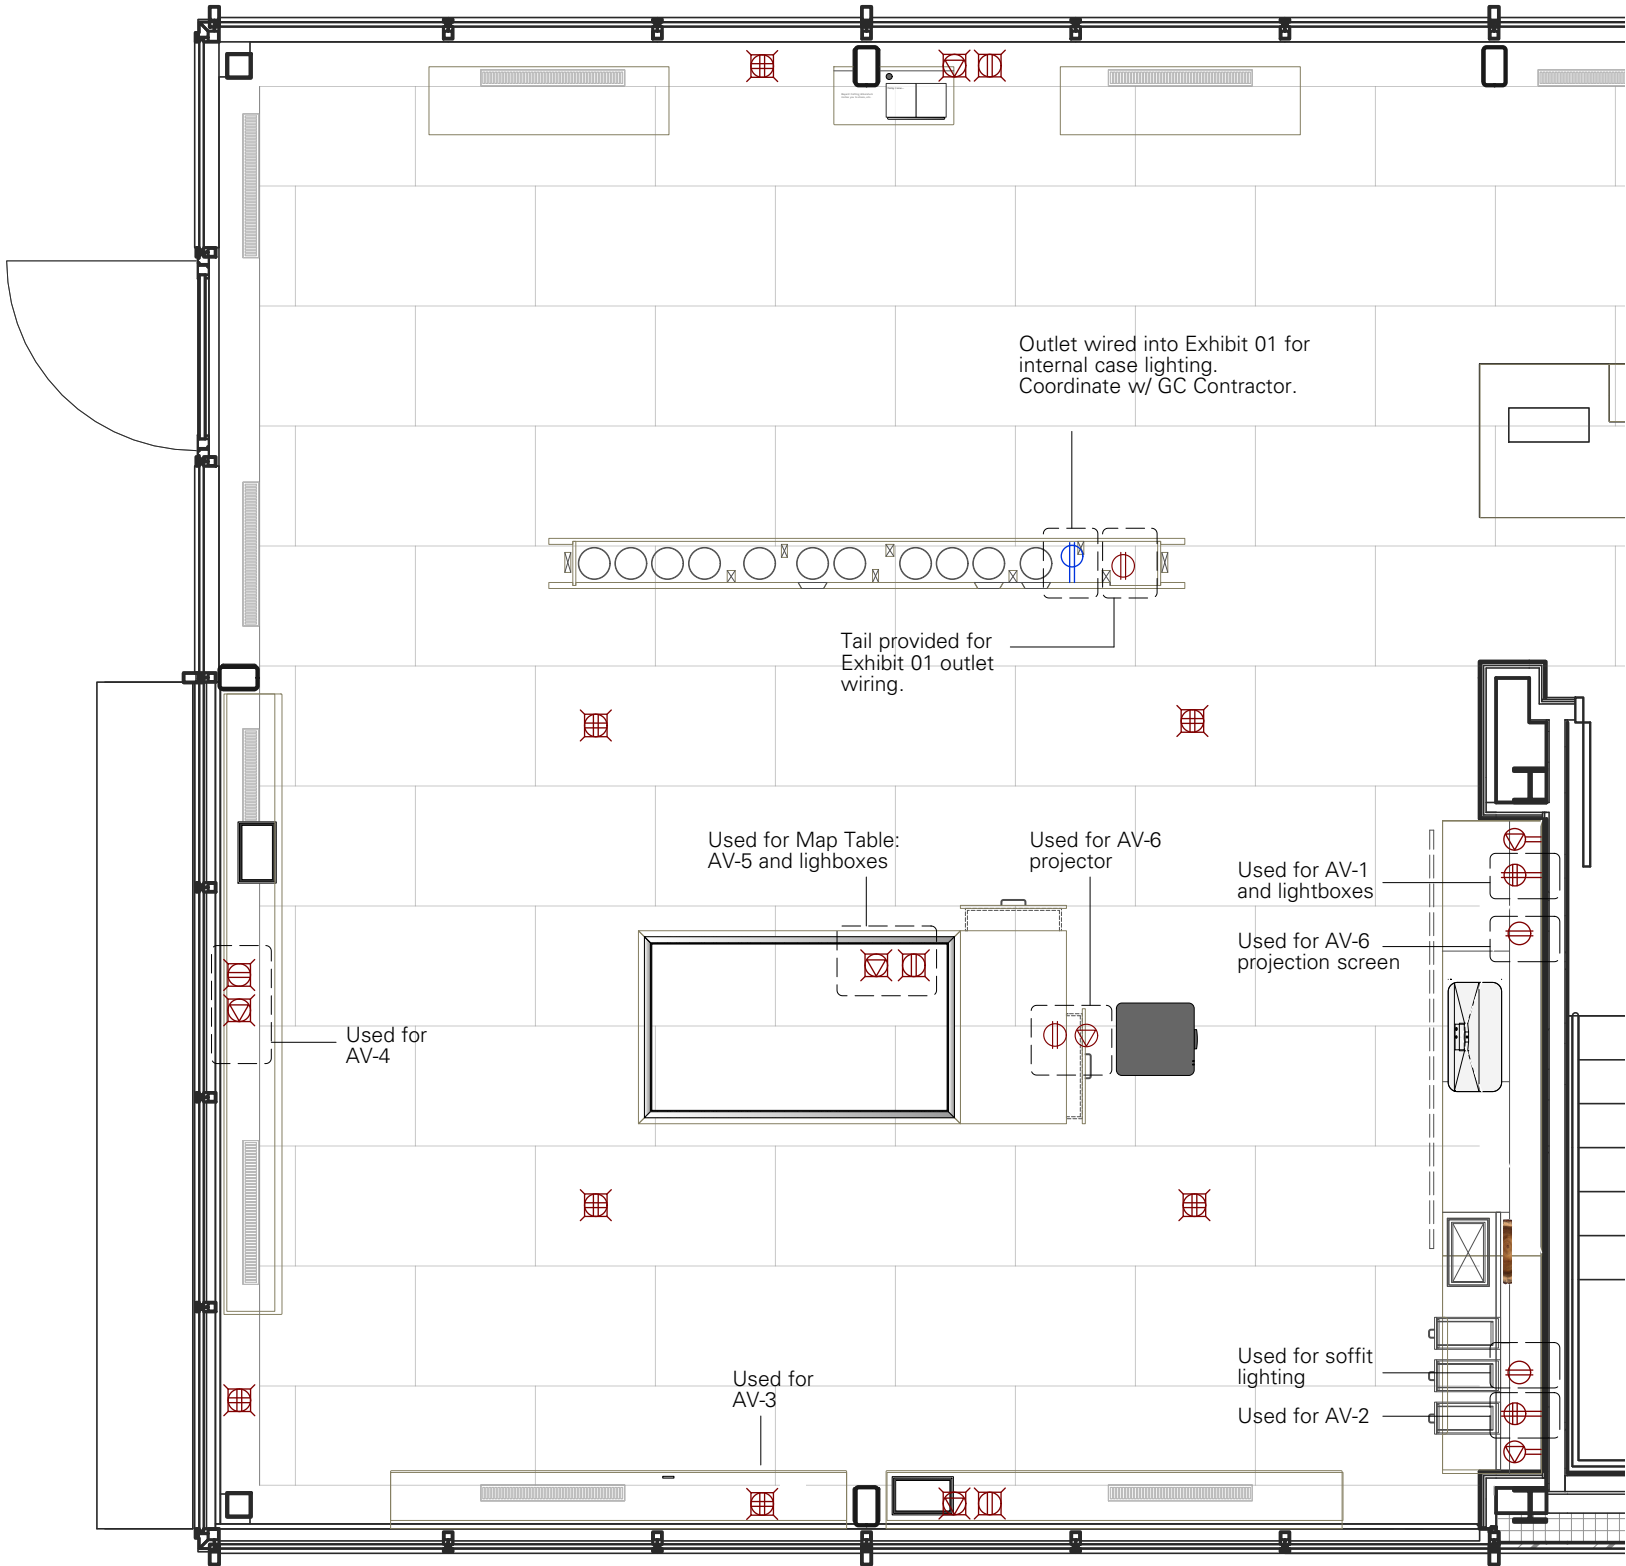 Outlet wired into Exhibit 01 for
internal case lighting.
Coordinate w/ GC Contractor.
Tail provided for
Exhibit 01 outlet
wiring.
Used for Map Table:
AV-5 and lighboxes
Used for AV-6
projector
Used for AV-1
and lightboxes
Used for AV-6
projection screen
Used for
AV-4
Used for soffit
lighting
Used for
AV-3
Used for AV-2